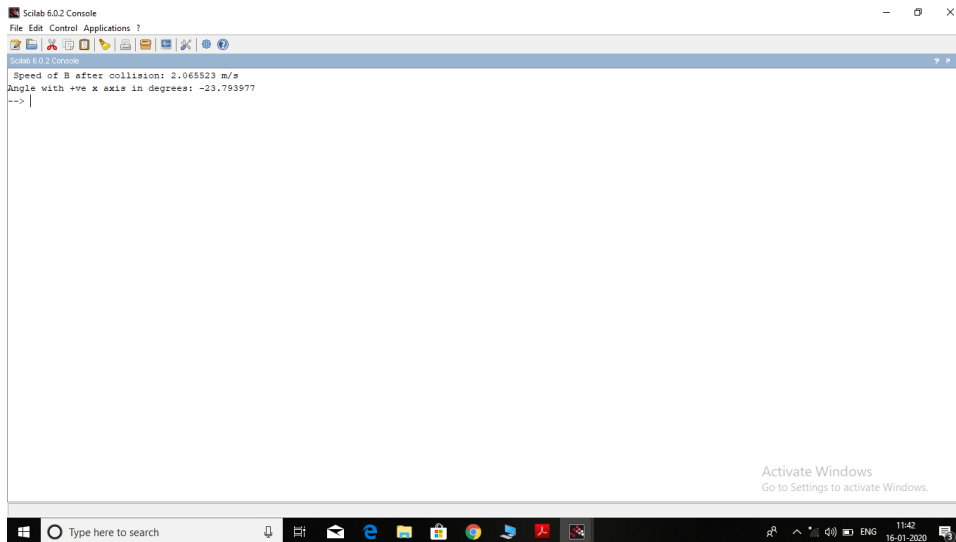 Scilab 6.0.2 Console
File Edit Control Applications ?
Scilab 6.0.2 Console
Speed of B after collision: 2.065523 m/s
Angle with +ve x axis in degrees: -23.793977
-->
Activate Windows
Go to Settings to activate Windows.
Type here to search
ENG
11:42
16-01-2020
3